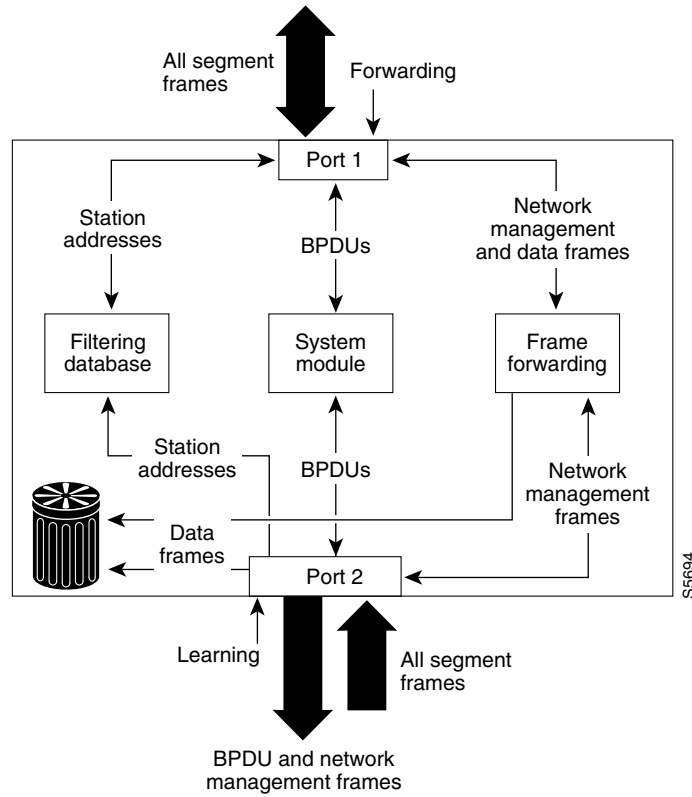 All segment
frames
Forwarding
Port 1
Station
addresses
BPDUs
Network
management
and data frames
Filtering
database
System
module
Frame
forwarding
Station
addresses
BPDUs
Network
management
frames
Data
frames
Port 2
S5694
Learning
All segment
frames
BPDU and network
management frames